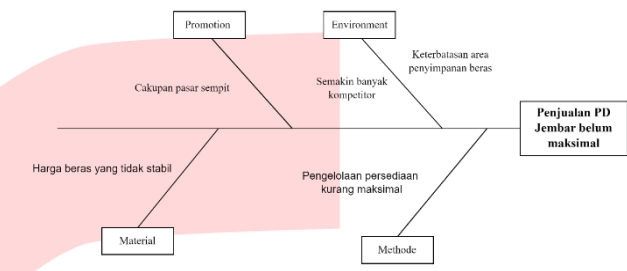 Promotion
Environment
Keterbatasan area
penyimpanan beras
Cakupan pasar sempit
Semakin banyak
kompetitor
Penjualan PD
Jembar belum
maksimal
Harga beras yang tidak stabil
Pengelolaan persediaan
kurang maksimal
Material
Methode